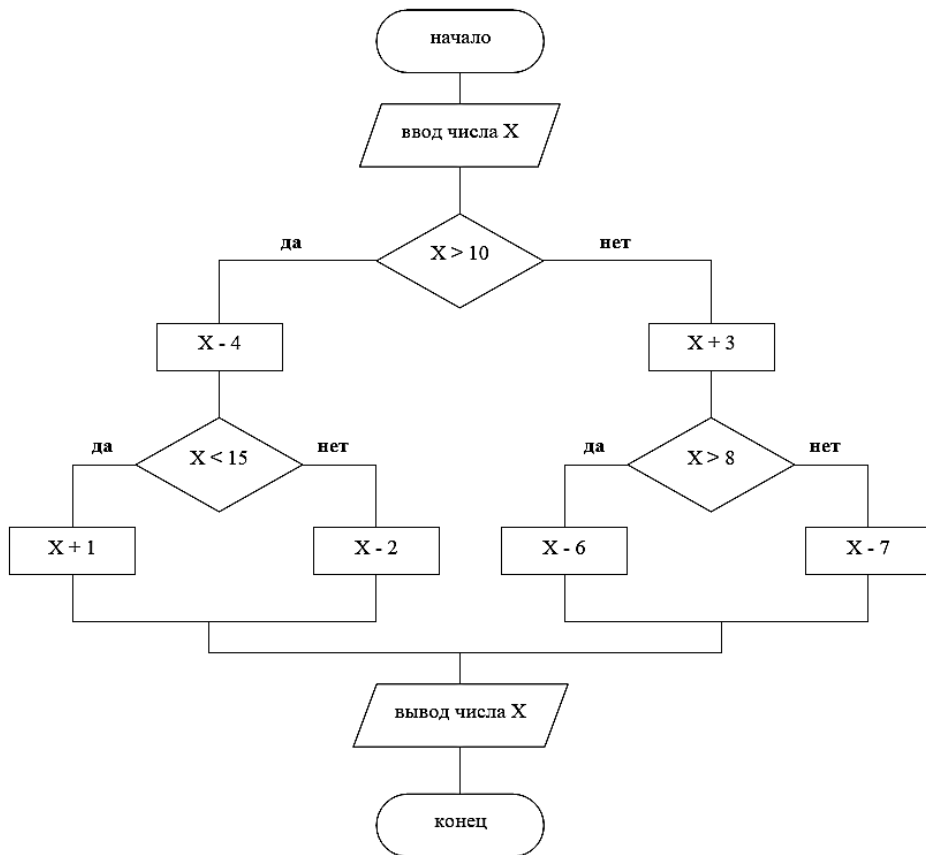 начало
ввод числа X
да
X > 10
нет
X - 4
X + 3
да
X < 15
нет
да
X > 8
нет
X + 1
X - 2
X - 6
X - 7
вывод числа X
конец